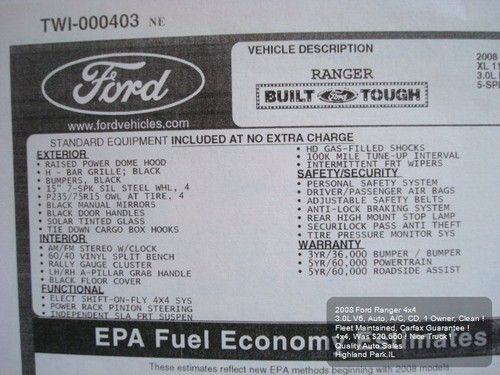 TWI-000403 NE
Ford
www.fordvehicles.com
VEHICLE DESCRIPTION
RANGER
BUILT Ford TOUGH
2008
XL 11
3.0L
5-SPE
STANDARD EQUIPMENT INCLUDED AT NO EXTRA CHARGE
EXTERIOR
• RAISED POWER DOME HOOD
• H - BAR GRILLE; BLACK
• BUMPERS, BLACK
• 15" 7-SPK SIL STEEL WHL, 4
• P235/75R15 OWL AT TIRE, 4
• BLACK MANUAL MIRRORS
• BLACK DOOR HANDLES
• SOLAR TINTED GLASS
• TIE DOWN CARGO BOX HOOKS
INTERIOR
• AM/FM STEREO W/CLOCK
• 60/40 VINYL SPLIT BENCH
• RALLY GAUGE CLUSTER
• LH/RH A-PILLAR GRAB HANDLE
• BLACK FLOOR COVER
FUNCTIONAL
• ELECT SHIFT-ON-FLY 4X4 SYS
• POWER RACK PINION STEERING
• INDEPENDENT SLA FRT SUSPEN
• HD GAS-FILLED SHOCKS
• 100K MILE TUNE-UP INTERVAL
• INTERMITTENT FRT WIPERS
SAFETY/SECURITY
• PERSONAL SAFETY SYSTEM
• DRIVER/PASSENGER AIR BAGS
• ADJUSTABLE SAFETY BELTS
• ANTI-LOCK BRAKING SYSTEM
• REAR HIGH MOUNT STOP LAMP
• SECURILOCK PASS ANTI THEFT
• TIRE PRESSURE MONITOR SYS
WARRANTY
• 3YR/36,000 BUMPER / BUMPER
• 5YR/60,000 POWERTRAIN
• 5YR/60,000 ROADSIDE ASSIST
EPA Fuel Economy Estimates
These estimates reflect new EPA methods beginning with 2008 models.
2008 Ford Ranger 4x4
3.0L V6, Auto, A/C, CD, 1 Owner, Clean !
Fleet Maintained, Carfax Guarantee !
4x4, Was $20,660 ! Nice Truck !
Quality Auto Sales
Highland Park,IL